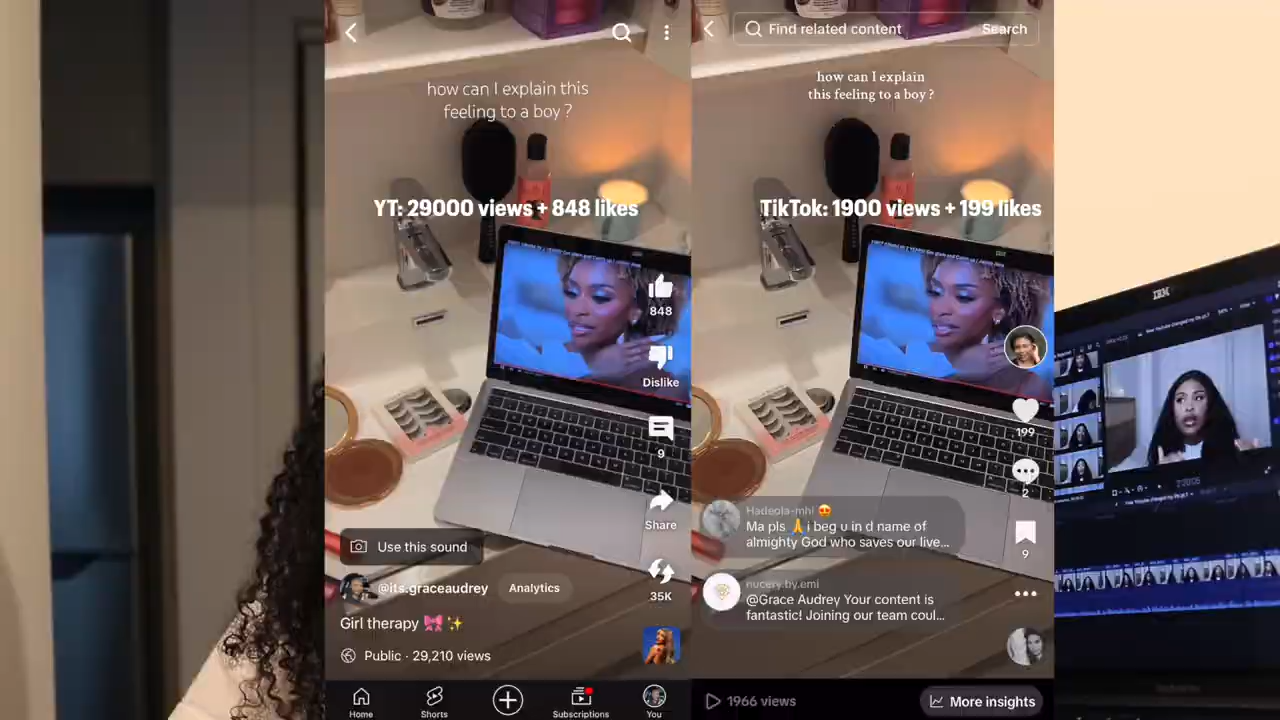 how can I explain this
feeling to a boy ?
YT: 29000 views + 848 likes
848
Dislike
9
Share
35K
Use this sound
@its.graceaudrey
Analytics
Girl therapy 🎀 ✨
Public · 29,210 views
Home
Shorts
Subscriptions
You
Find related content
Search
how can I explain
this feeling to a boy ?
TikTok: 1900 views + 199 likes
199
2
9
Hadeola-mhl 😍
Ma pls 🙏 i beg u in d name of
almighty God who saves our live...
nucery.by.emi
@Grace Audrey Your content is
fantastic! Joining our team coul...
1966 views
More insights
IBM